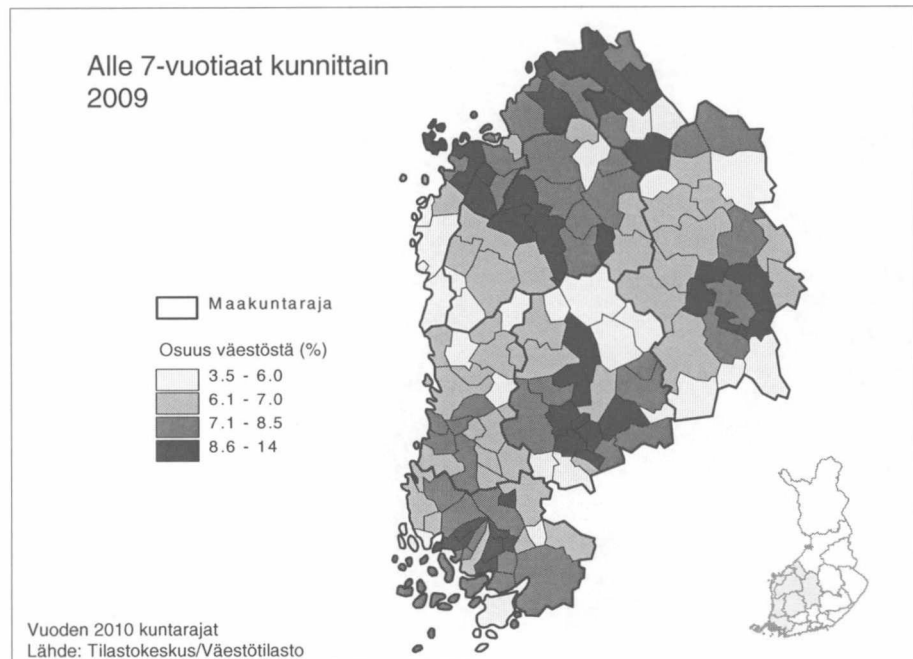 Alle 7-vuotiaat kunnittain
2009
Maakuntaraja
Osuus väestöstä (%)
3.5 - 6.0
6.1 - 7.0
7.1 - 8.5
8.6 - 14
Vuoden 2010 kuntarajat
Lähde: Tilastokeskus/Väestötilasto